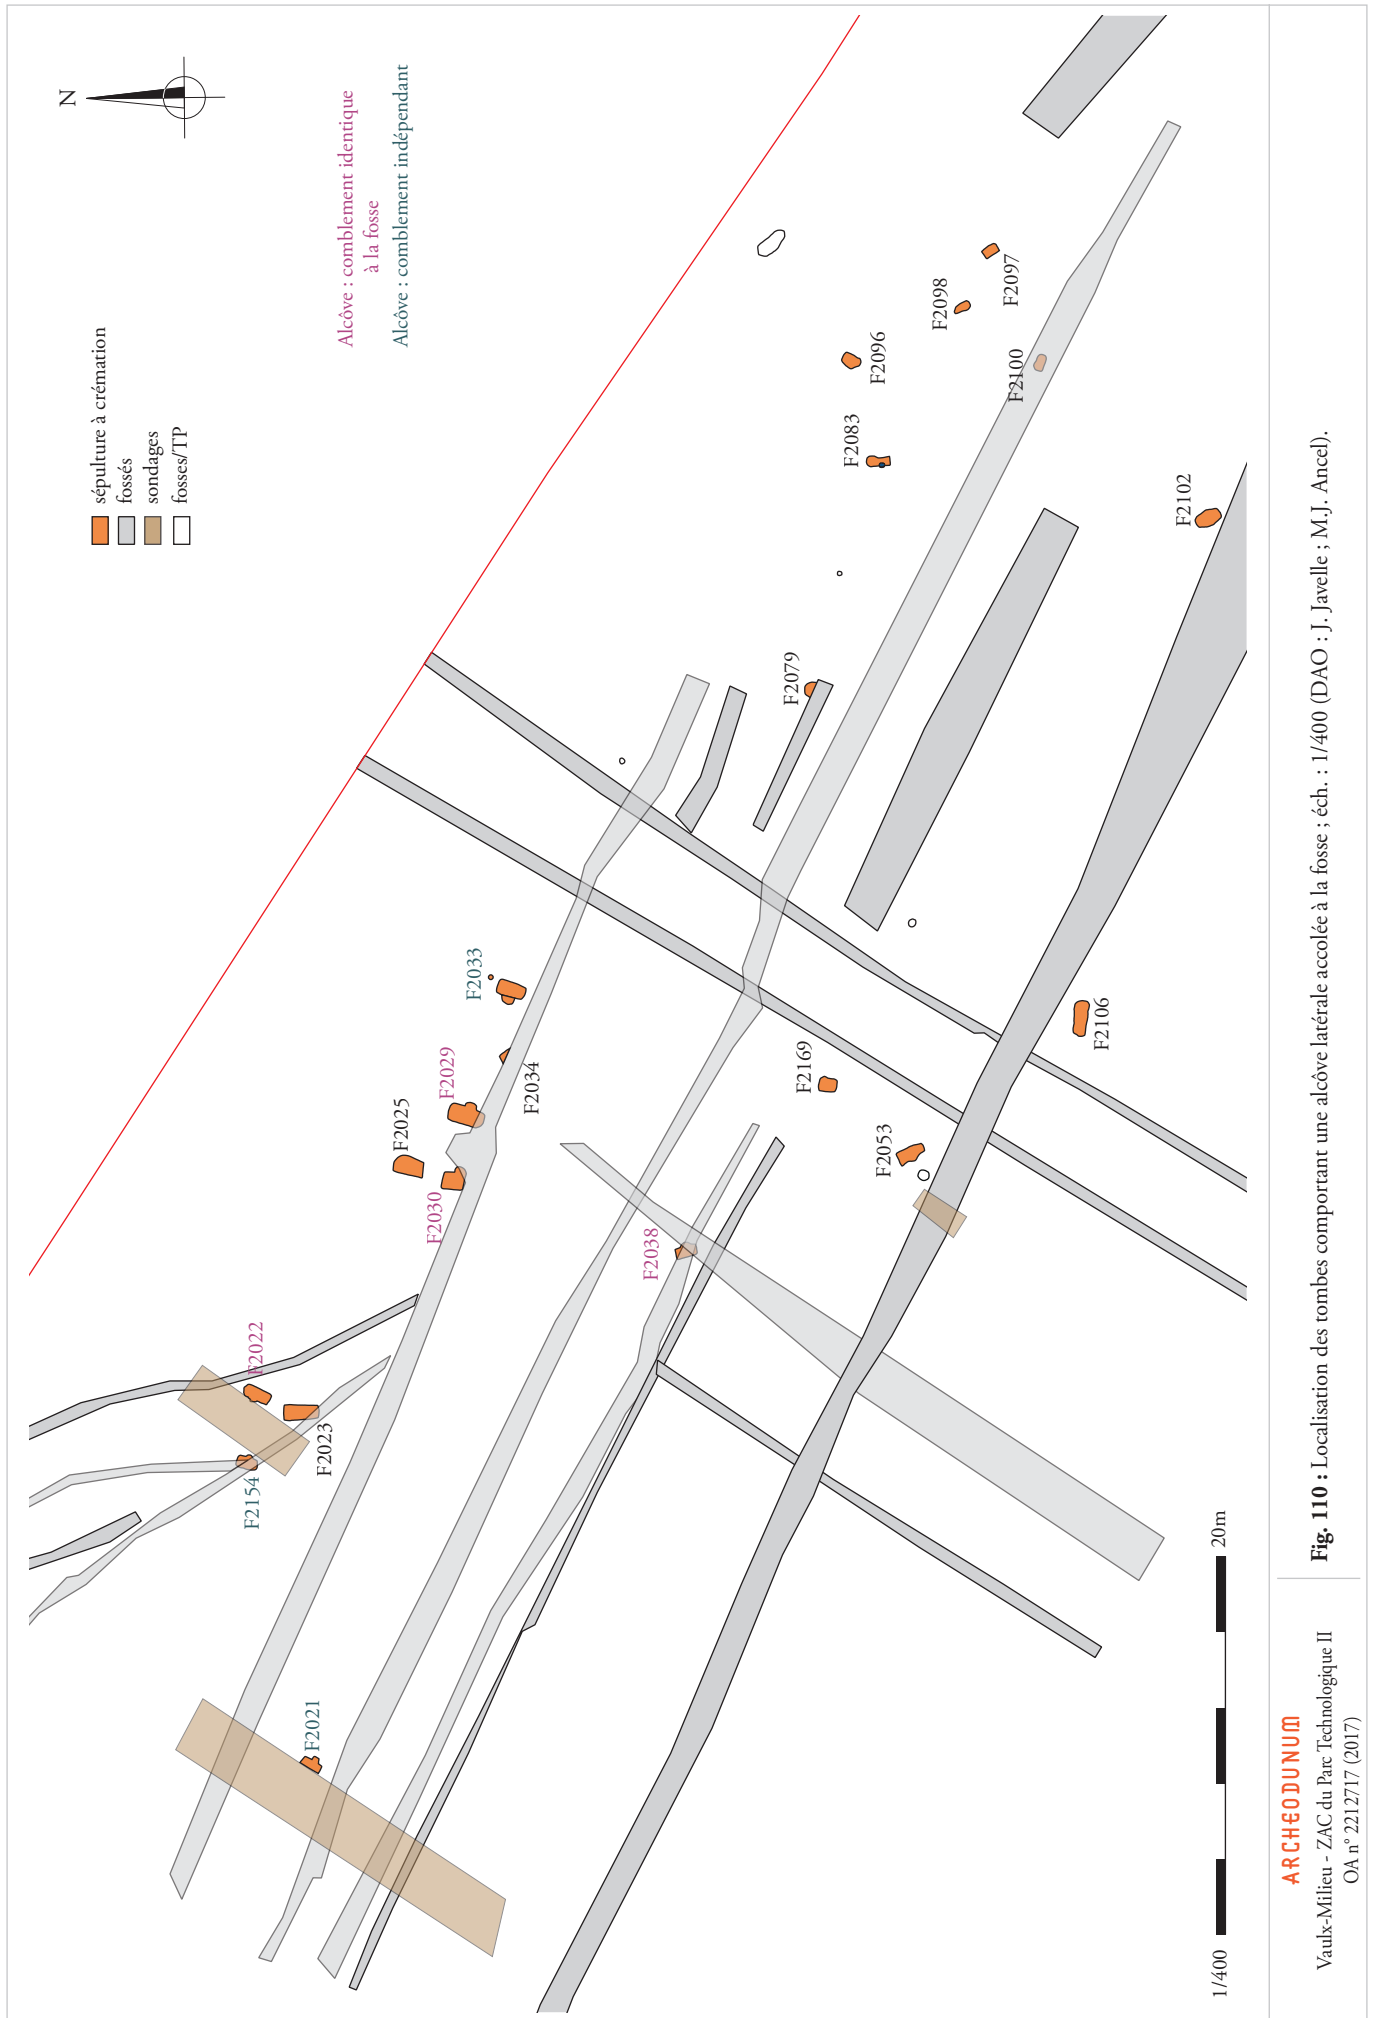 N
sépulture à crémation
fossés
sondages
fosses/TP
Alcôve : comblement identique
à la fosse
Alcôve : comblement indépendant
F2022
F2023
F2154
F2021
F2025
F2029
F2030
F2033
F2034
F2038
F2079
F2083
F2096
F2098
F2097
F2100
F2102
F2169
F2053
F2106
1/400
20m
ARCHEODUNUM
Vaulx-Milieu - ZAC du Parc Technologique II
OA n° 2212717 (2017)
Fig. 110 : Localisation des tombes comportant une alcôve latérale accolée à la fosse ; éch. : 1/400 (DAO : J. Javelle ; M.J. Ancel).